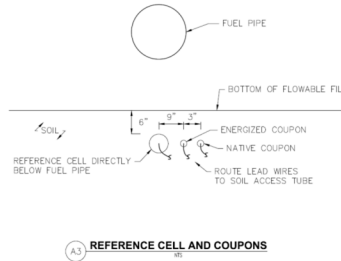 FUEL PIPE
BOTTOM OF FLOWABLE FIL
9" 3"
6"
SOIL
ENERGIZED COUPON
NATIVE COUPON
REFERENCE CELL DIRECTLY
BELOW FUEL PIPE
ROUTE LEAD WIRES
TO SOIL ACCESS TUBE
A3 REFERENCE CELL AND COUPONS
NTS